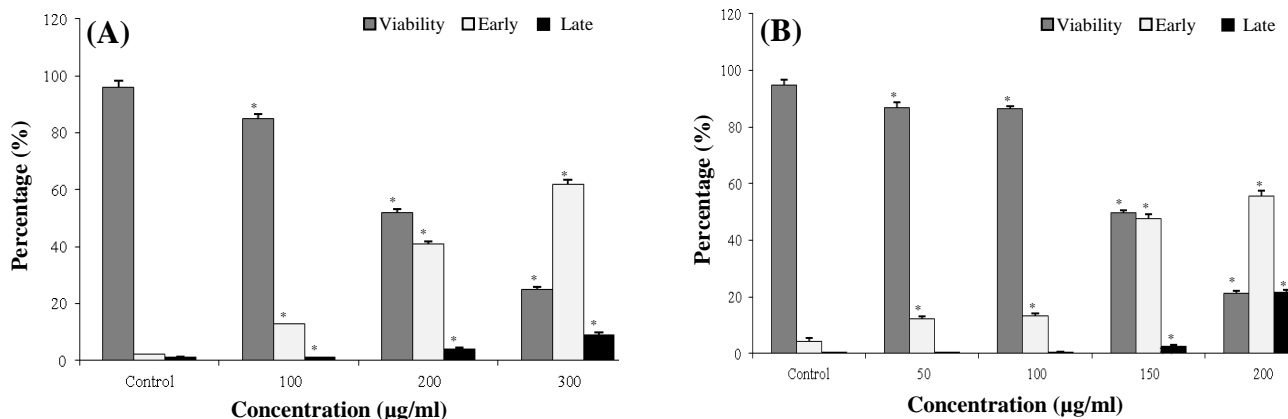 (A)
Viability Early Late
120
100
80
60
40
20
0
Percentage (%)
* * * * * * * * *
Control 100 200 300
Concentration (µg/ml)
(B)
Viability Early Late
120
100
80
60
40
20
0
Percentage (%)
* * * * * * * * * *
Control 50 100 150 200
Concentration (µg/ml)